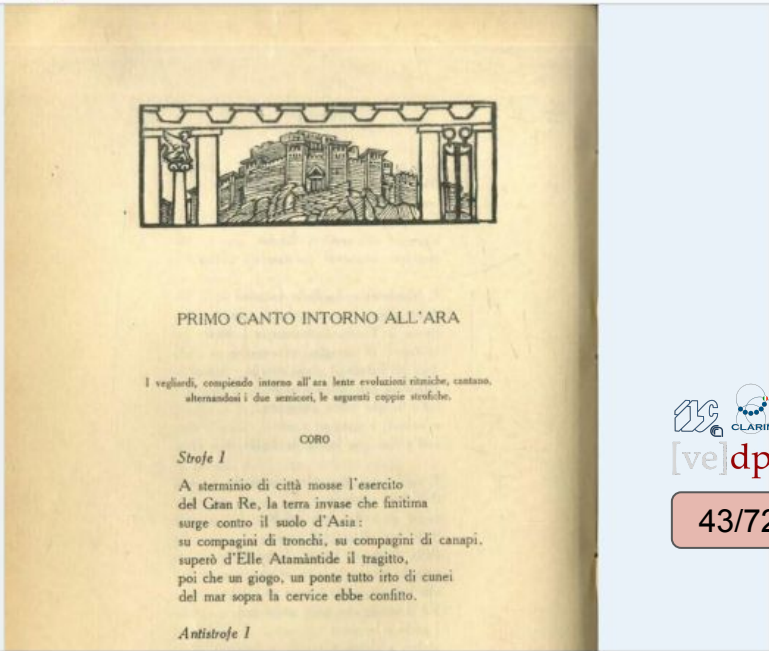 PRIMO CANTO INTORNO ALL'ARA
I vegliardi, compiendo intorno all'ara lente evoluzioni ritmiche, cantano,
alternandosi i due semicori, le seguenti coppie strofiche.
CORO
Strofe I
A sterminio di città mosse l'esercito
del Gran Re, la terra invase che finitima
surge contro il suolo d'Asia:
su compagini di tronchi, su compagini di canapi,
superò d'Elle Atamàntide il tragitto,
poi che un giogo, un ponte tutto irto di cunei
del mar sopra la cervice ebbe confitto.
Antistrofe I
ilc
CLARIN
[ve]dp
43/72